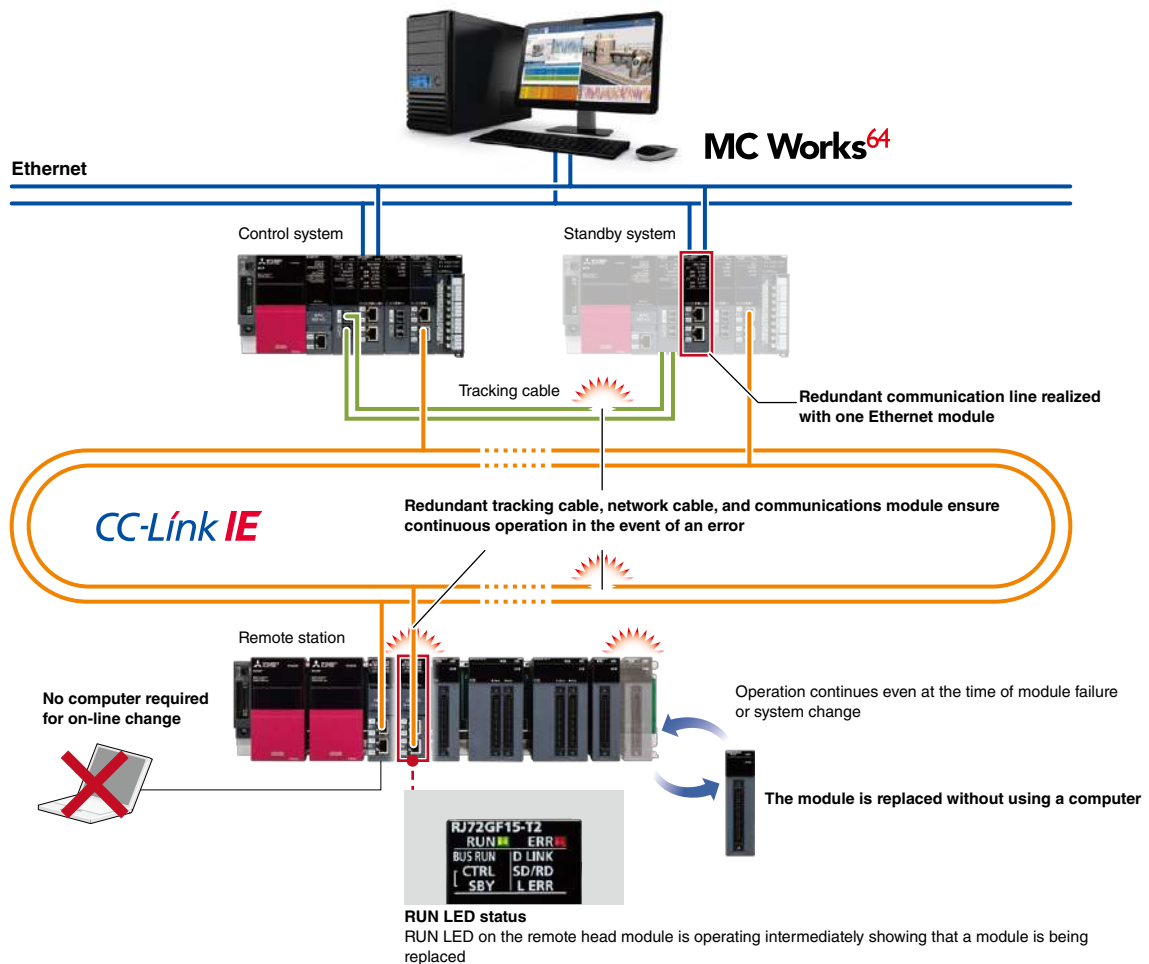 MC Works64
Ethernet
Control system
Standby system
Tracking cable
Redundant communication line realized
with one Ethernet module
Redundant tracking cable, network cable, and communications module ensure
continuous operation in the event of an error
CC-Link IE
Remote station
No computer required
for on-line change
Operation continues even at the time of module failure
or system change
The module is replaced without using a computer
RJ72GF15-T2
RUN ERR
BUS RUN D LINK
CTRL SD/RD
SBY L ERR
RUN LED status
RUN LED on the remote head module is operating intermediately showing that a module is being
replaced